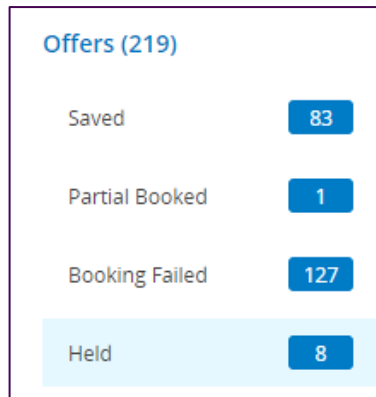 Offers (219)
Saved 83
Partial Booked 1
Booking Failed 127
Held 8